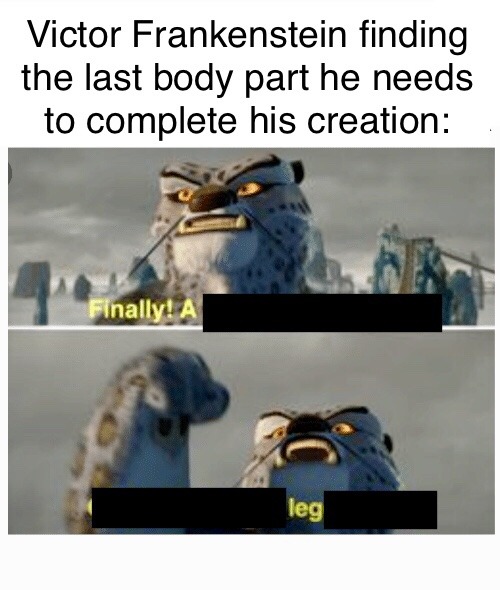 Victor Frankenstein finding
the last body part he needs
to complete his creation:
Finally! A
leg